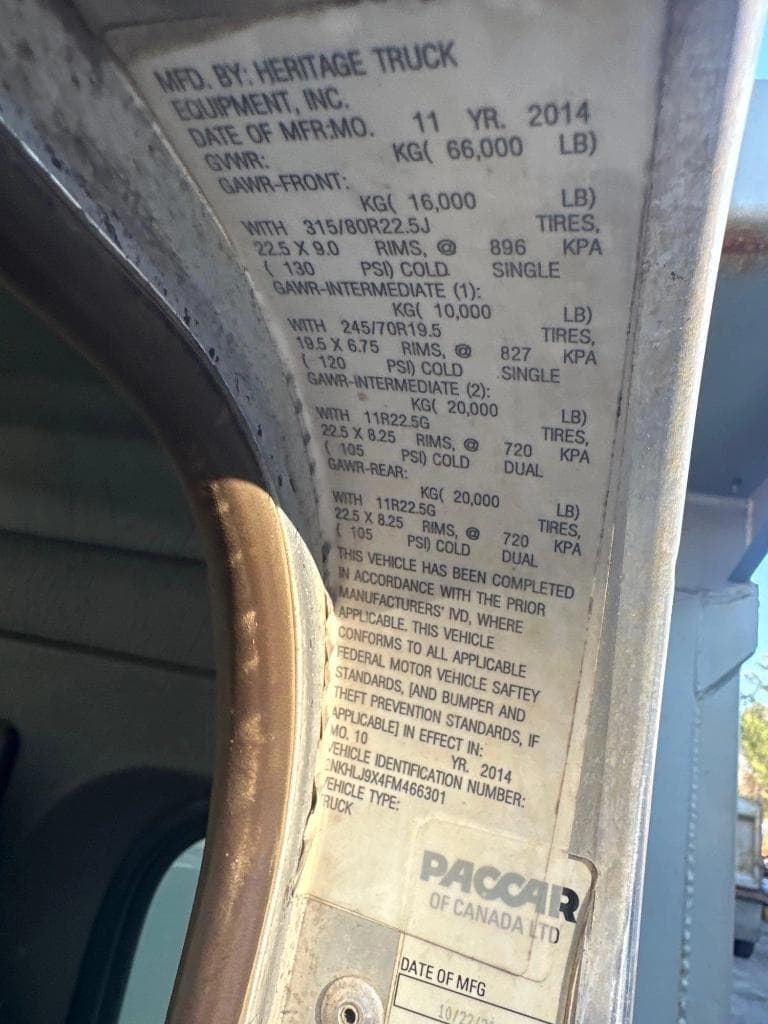 MFD. BY: HERITAGE TRUCK
EQUIPMENT, INC.
DATE OF MFR:MO. 11 YR. 2014
GVWR: KG( 66,000 LB)
GAWR-FRONT:
KG( 16,000 LB)
WITH 315/80R22.5J TIRES,
22.5 X 9.0 RIMS, @ 896 KPA
( 130 PSI) COLD SINGLE
GAWR-INTERMEDIATE (1):
KG( 10,000 LB)
WITH 245/70R19.5 TIRES,
19.5 X 6.75 RIMS, @ 827 KPA
( 120 PSI) COLD SINGLE
GAWR-INTERMEDIATE (2):
KG( 20,000 LB)
WITH 11R22.5G TIRES,
22.5 X 8.25 RIMS, @ 720 KPA
( 105 PSI) COLD DUAL
GAWR-REAR:
KG( 20,000 LB)
WITH 11R22.5G TIRES,
22.5 X 8.25 RIMS, @ 720 KPA
( 105 PSI) COLD DUAL
THIS VEHICLE HAS BEEN COMPLETED
IN ACCORDANCE WITH THE PRIOR
MANUFACTURERS' IVD, WHERE
APPLICABLE. THIS VEHICLE
CONFORMS TO ALL APPLICABLE
FEDERAL MOTOR VEHICLE SAFTEY
STANDARDS, [AND BUMPER AND
THEFT PREVENTION STANDARDS, IF
APPLICABLE] IN EFFECT IN:
MO. 10 YR. 2014
VEHICLE IDENTIFICATION NUMBER:
NKHLJ9X4FM466301
VEHICLE TYPE:
TRUCK
PACCAR
OF CANADA LTD
DATE OF MFG
10/22/